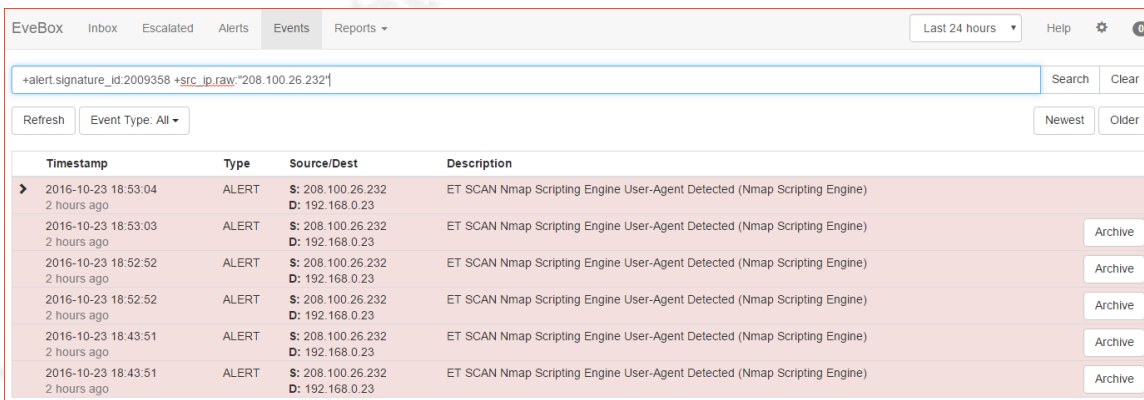 EveBox Inbox Escalated Alerts Events Reports Last 24 hours Help 0
+alert.signature_id:2009358 +src_ip.raw:"208.100.26.232" Search Clear
Refresh Event Type: All Newest Older
Timestamp Type Source/Dest Description
2016-10-23 18:53:04 ALERT S: 208.100.26.232 ET SCAN Nmap Scripting Engine User-Agent Detected (Nmap Scripting Engine)
2 hours ago D: 192.168.0.23
2016-10-23 18:53:03 ALERT S: 208.100.26.232 ET SCAN Nmap Scripting Engine User-Agent Detected (Nmap Scripting Engine) Archive
2 hours ago D: 192.168.0.23
2016-10-23 18:52:52 ALERT S: 208.100.26.232 ET SCAN Nmap Scripting Engine User-Agent Detected (Nmap Scripting Engine) Archive
2 hours ago D: 192.168.0.23
2016-10-23 18:52:52 ALERT S: 208.100.26.232 ET SCAN Nmap Scripting Engine User-Agent Detected (Nmap Scripting Engine) Archive
2 hours ago D: 192.168.0.23
2016-10-23 18:43:51 ALERT S: 208.100.26.232 ET SCAN Nmap Scripting Engine User-Agent Detected (Nmap Scripting Engine) Archive
2 hours ago D: 192.168.0.23
2016-10-23 18:43:51 ALERT S: 208.100.26.232 ET SCAN Nmap Scripting Engine User-Agent Detected (Nmap Scripting Engine) Archive
2 hours ago D: 192.168.0.23